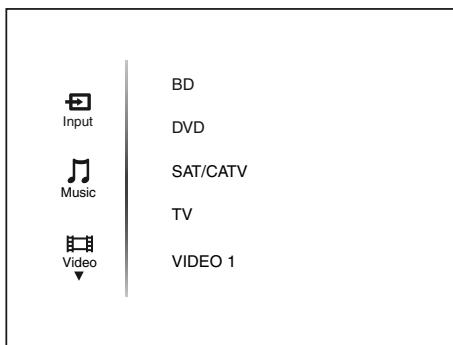 Input
Music
Video
BD
DVD
SAT/CATV
TV
VIDEO 1